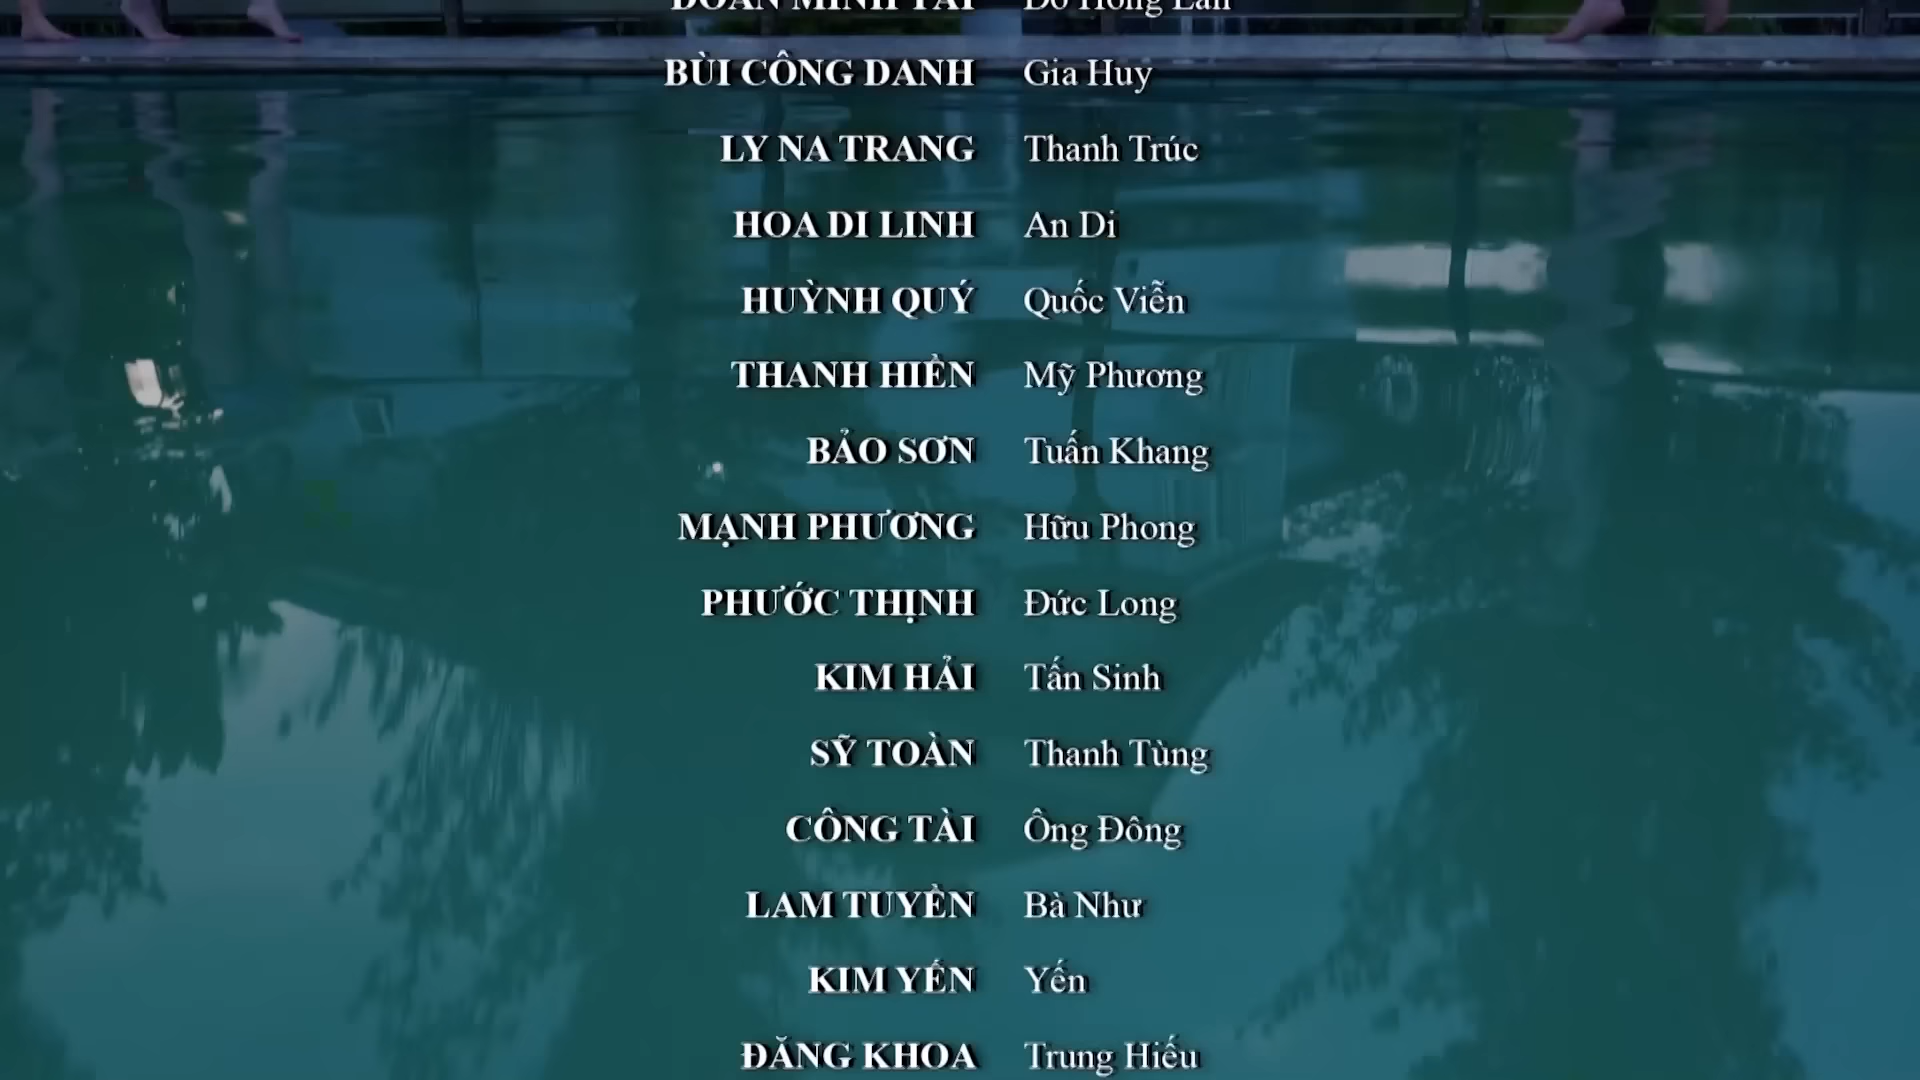 BÙI CÔNG DANH Gia Huy
LY NA TRANG Thanh Trúc
HOA DI LINH An Di
HUỲNH QUÝ Quốc Viễn
THANH HIỀN Mỹ Phương
BẢO SƠN Tuấn Khang
MẠNH PHƯƠNG Hữu Phong
PHƯỚC THỊNH Đức Long
KIM HẢI Tấn Sinh
SỸ TOÀN Thanh Tùng
CÔNG TÀI Ông Đông
LAM TUYỀN Bà Như
KIM YẾN Yến
ĐĂNG KHOA Trung Hiếu